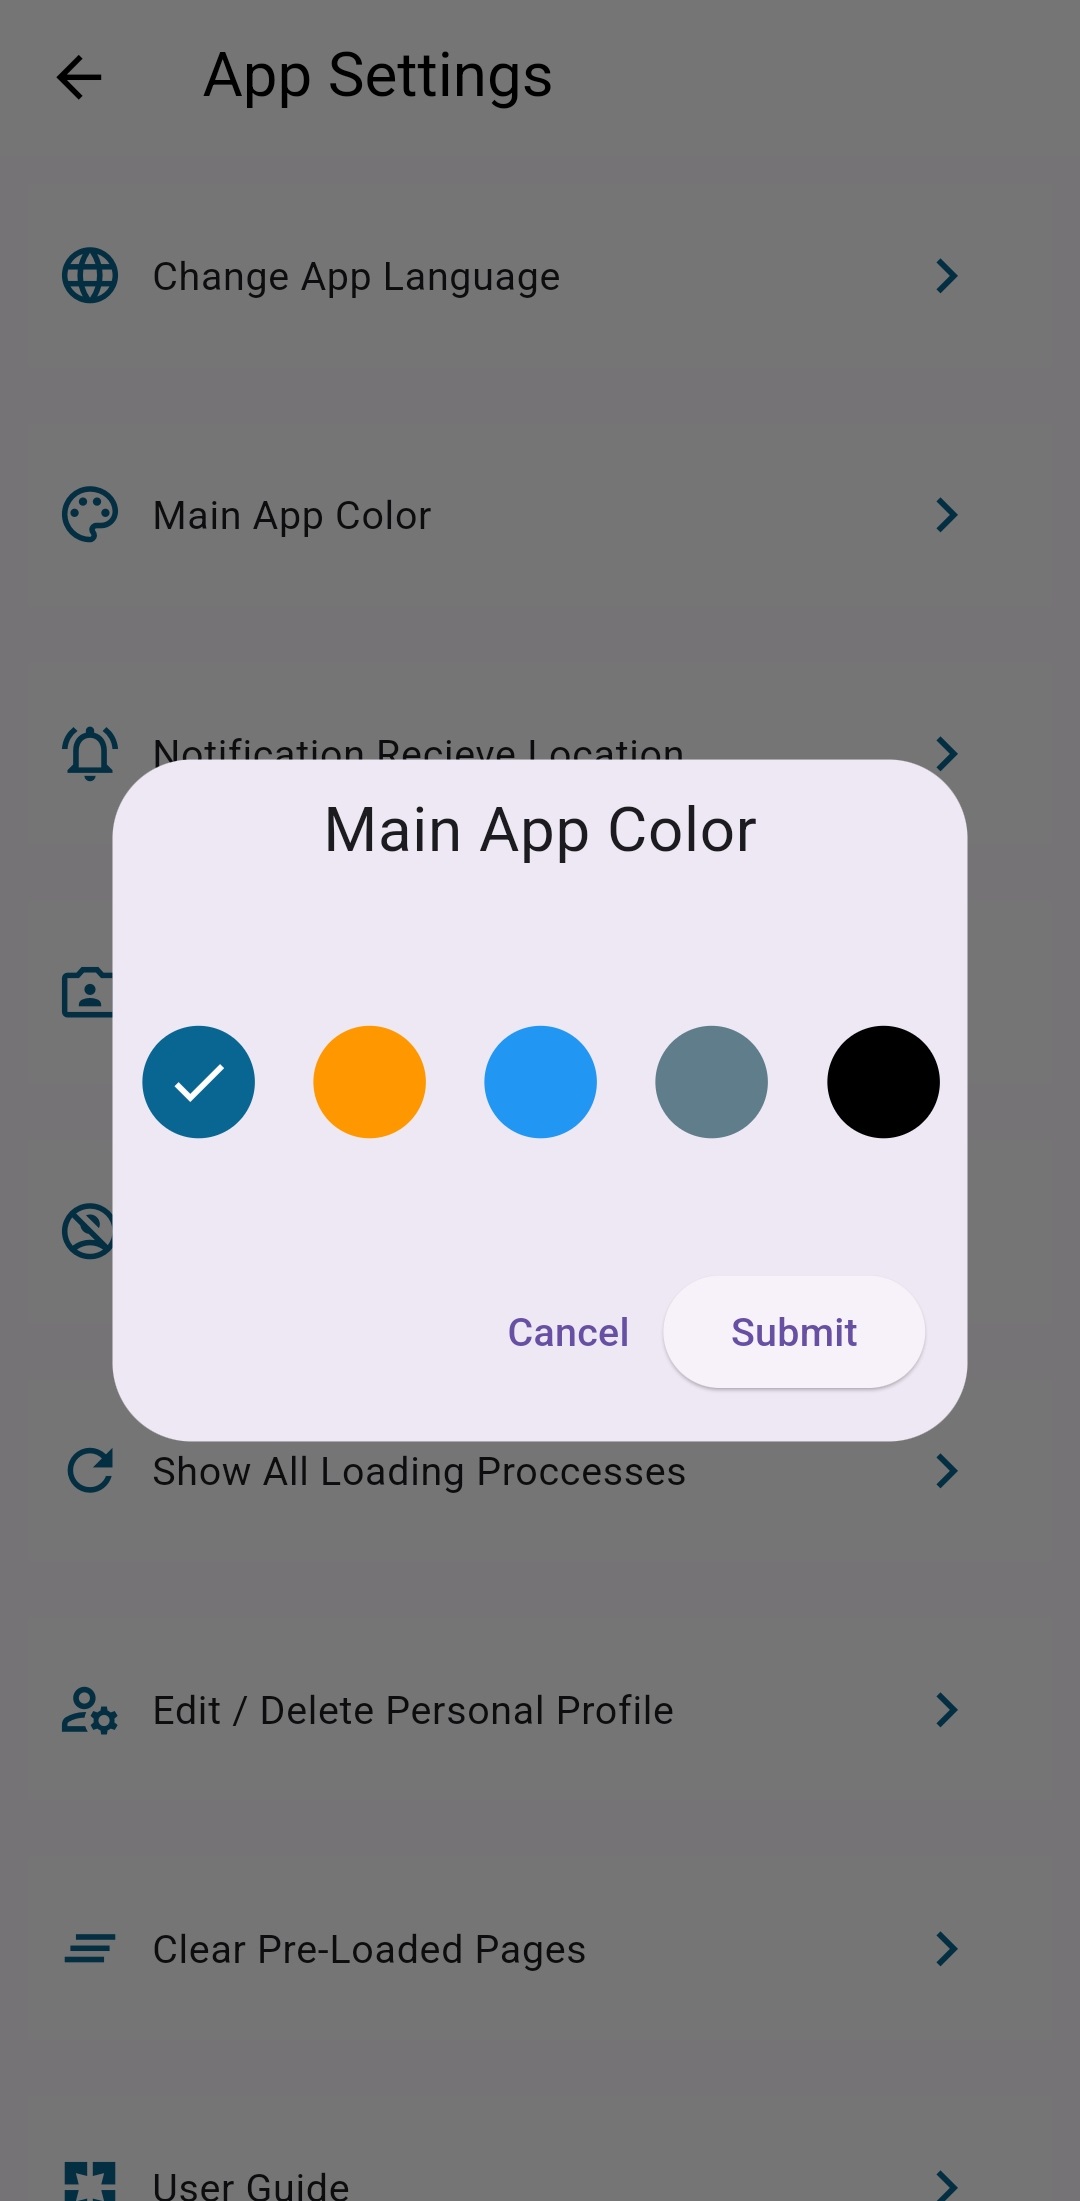 App Settings
Change App Language
Main App Color
Notification Recieve Location
Main App Color
Cancel
Submit
Show All Loading Proccesses
Edit / Delete Personal Profile
Clear Pre-Loaded Pages
User Guide